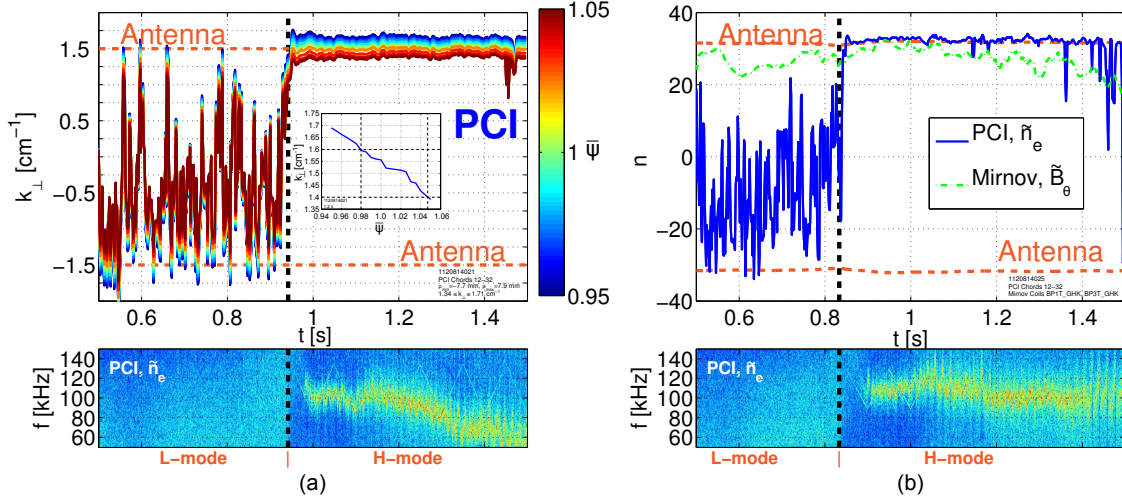 Antenna
PCI
Antenna
k⊥ [cm⁻¹]
1.5
0.5
−0.5
−1.5
0.6
0.8
1
1.2
1.4
t [s]
1120814021
PCI Chords 12−32
1.34 ≤ k⊥ ≤ 1.71 cm⁻¹
k⊥ [cm⁻¹]
1.75
1.7
1.65
1.6
1.55
1.5
1.45
1.4
1.35
0.94
0.96
0.98
1.00
1.02
1.04
1.06
ψ̅
1120814021
1.05
1
0.95
ψ̅
PCI, ñe
f [kHz]
140
120
100
80
60
L−mode | H−mode
(a)
Antenna
PCI, ñe
Mirnov, B̃θ
Antenna
n
40
20
0
−20
−40
0.6
0.8
1
1.2
1.4
t [s]
1120814025
PCI Chords 12−32
Mirnov Coils BP1T_GHK, BP3T_GHK
PCI, ñe
f [kHz]
140
120
100
80
60
L−mode | H−mode
(b)